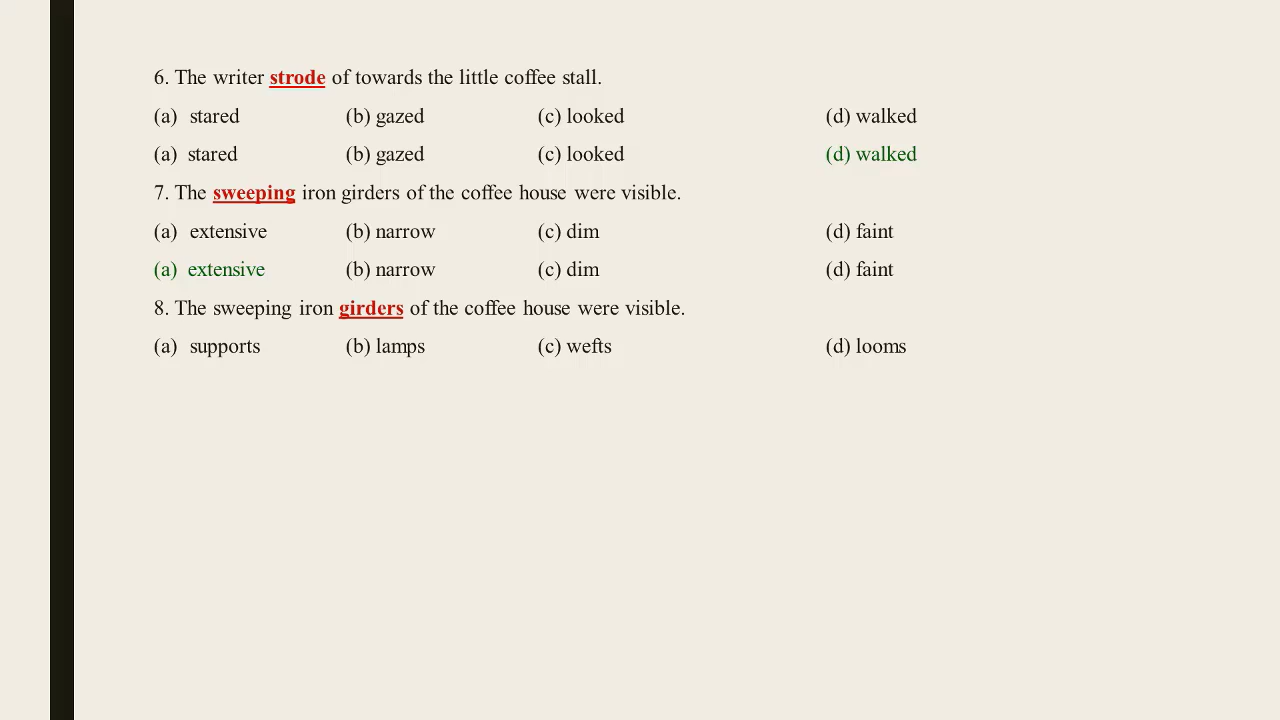 6. The writer strode of towards the little coffee stall.
(a) stared (b) gazed (c) looked (d) walked
(a) stared (b) gazed (c) looked (d) walked
7. The sweeping iron girders of the coffee house were visible.
(a) extensive (b) narrow (c) dim (d) faint
(a) extensive (b) narrow (c) dim (d) faint
8. The sweeping iron girders of the coffee house were visible.
(a) supports (b) lamps (c) wefts (d) looms